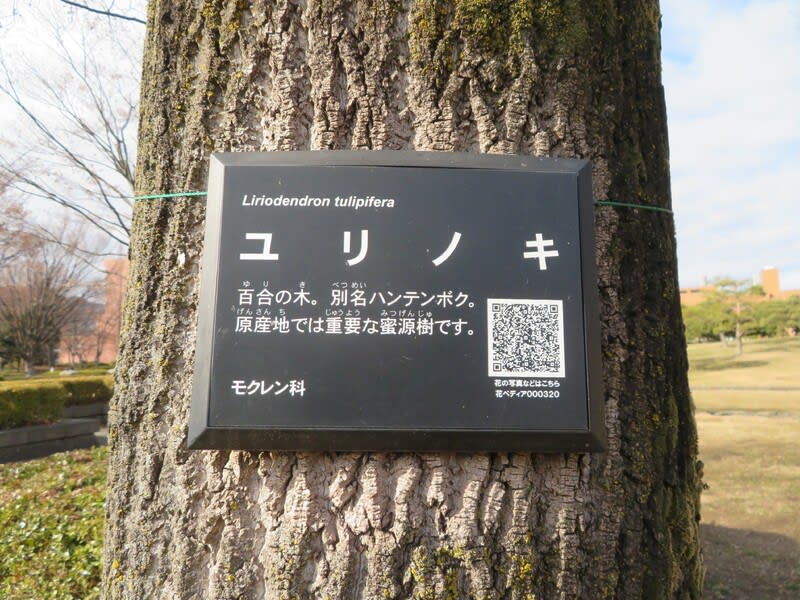 Liriodendron tulipifera
ユリノキ
ゆりき べつめい
百合の木。別名ハンテンボク。
げんさんち じゅうよう みつげんじゅ
原産地では重要な蜜源樹です。
モクレン科
花の写真などはこちら
花ペディア000320